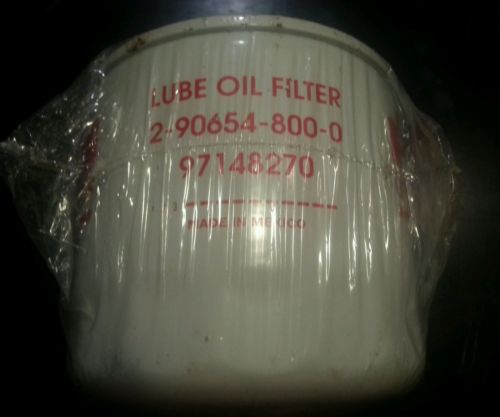 LUBE OIL FILTER
2-90654-800-0
97148270
MADE IN MEXICO